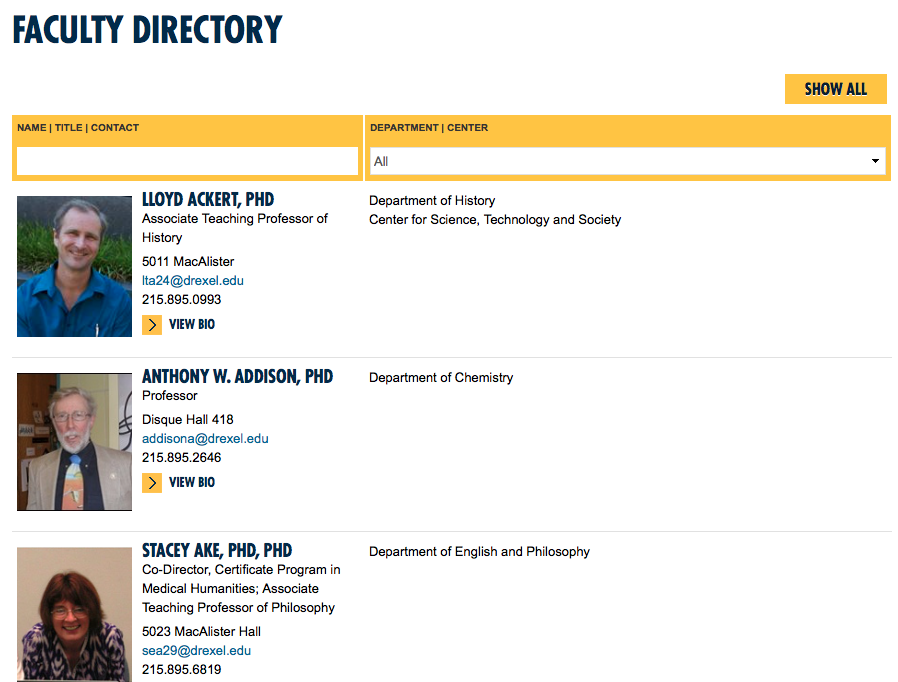 FACULTY DIRECTORY
SHOW ALL
NAME | TITLE | CONTACT
DEPARTMENT | CENTER
All
LLOYD ACKERT, PHD
Associate Teaching Professor of
History
5011 MacAlister
lta24@drexel.edu
215.895.0993
VIEW BIO
Department of History
Center for Science, Technology and Society
ANTHONY W. ADDISON, PHD
Professor
Disque Hall 418
addisona@drexel.edu
215.895.2646
VIEW BIO
Department of Chemistry
STACEY AKE, PHD, PHD
Co-Director, Certificate Program in
Medical Humanities; Associate
Teaching Professor of Philosophy
5023 MacAlister Hall
sea29@drexel.edu
215.895.6819
Department of English and Philosophy